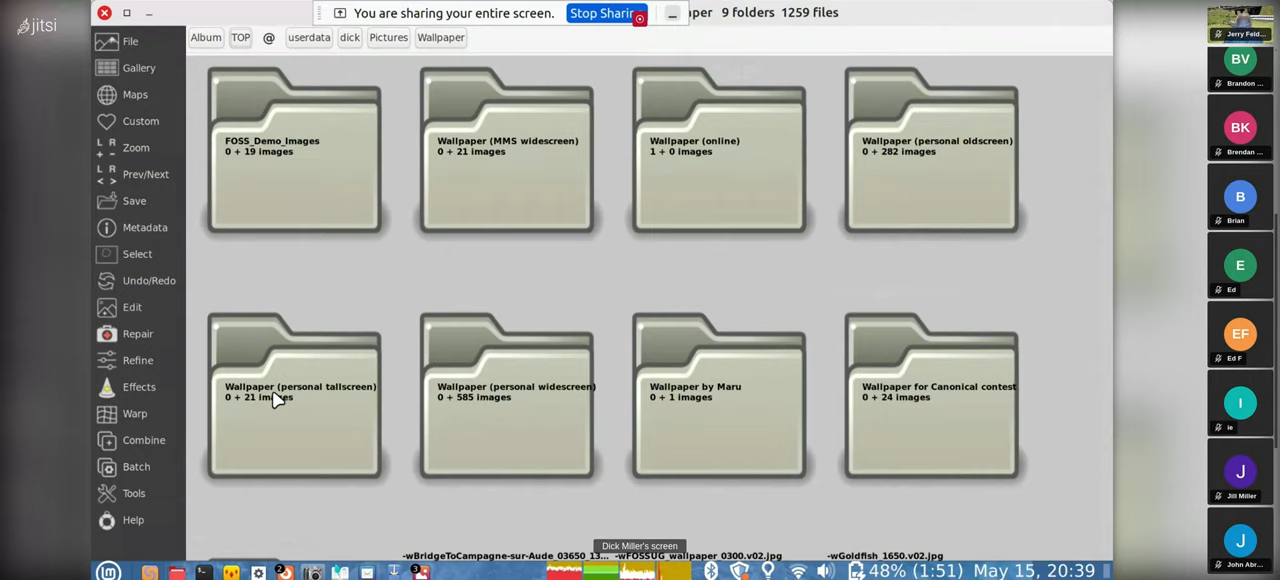 jitsi
You are sharing your entire screen.
Stop Sharing
aper 9 folders 1259 files
Album TOP @ userdata dick Pictures Wallpaper
File
Gallery
Maps
Custom
Zoom
Prev/Next
Save
Metadata
Select
Undo/Redo
Edit
Repair
Refine
Effects
Warp
Combine
Batch
Tools
Help
FOSS_Demo_Images
0 + 19 images
Wallpaper (MMS widescreen)
0 + 21 images
Wallpaper (online)
1 + 0 images
Wallpaper (personal oldscreen)
0 + 282 images
Wallpaper (personal tallscreen)
0 + 21 images
Wallpaper (personal widescreen)
0 + 585 images
Wallpaper by Maru
0 + 1 images
Wallpaper for Canonical contest
0 + 24 images
Dick Miller's screen
-wBridgeToCampagne-sur-Aude_03650_13...
-wFOSSUG_wallpaper_0300.v02.jpg
-wGoldfish_1650.v02.jpg
2
3
48% (1:51) May 15, 20:39
Jerry Feld...
BV
Brandon ...
BK
Brendan ...
B
Brian
E
Ed
EF
Ed F
I
ie
J
Jill Miller
J
John Abr...